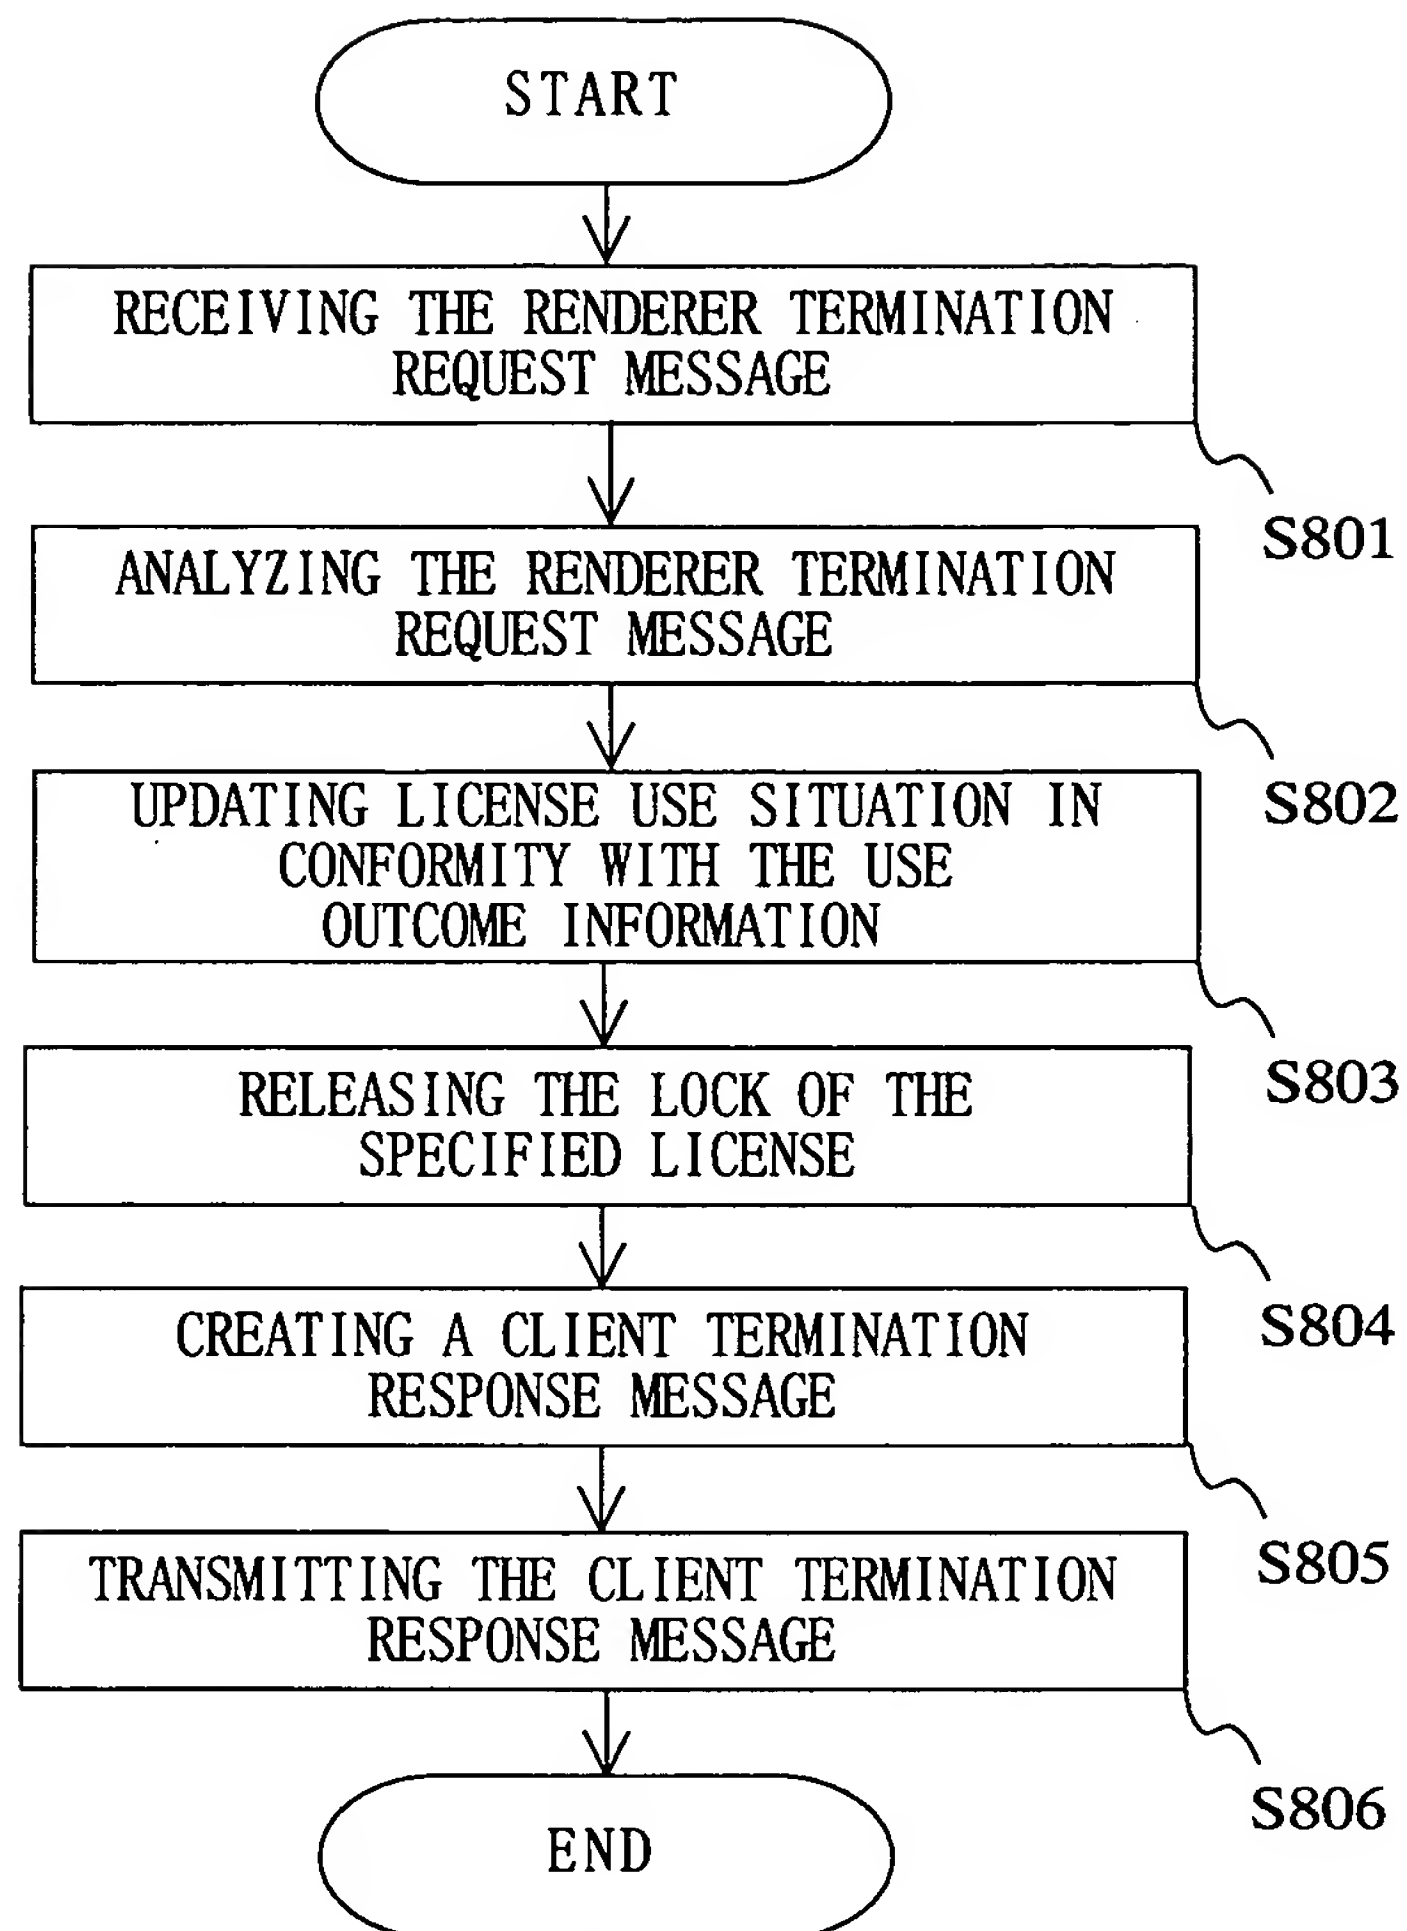 START
RECEIVING THE RENDERER TERMINATION
REQUEST MESSAGE
S801
ANALYZING THE RENDERER TERMINATION
REQUEST MESSAGE
S802
UPDATING LICENSE USE SITUATION IN
CONFORMITY WITH THE USE
OUTCOME INFORMATION
S803
RELEASING THE LOCK OF THE
SPECIFIED LICENSE
S804
CREATING A CLIENT TERMINATION
RESPONSE MESSAGE
S805
TRANSMITTING THE CLIENT TERMINATION
RESPONSE MESSAGE
S806
END